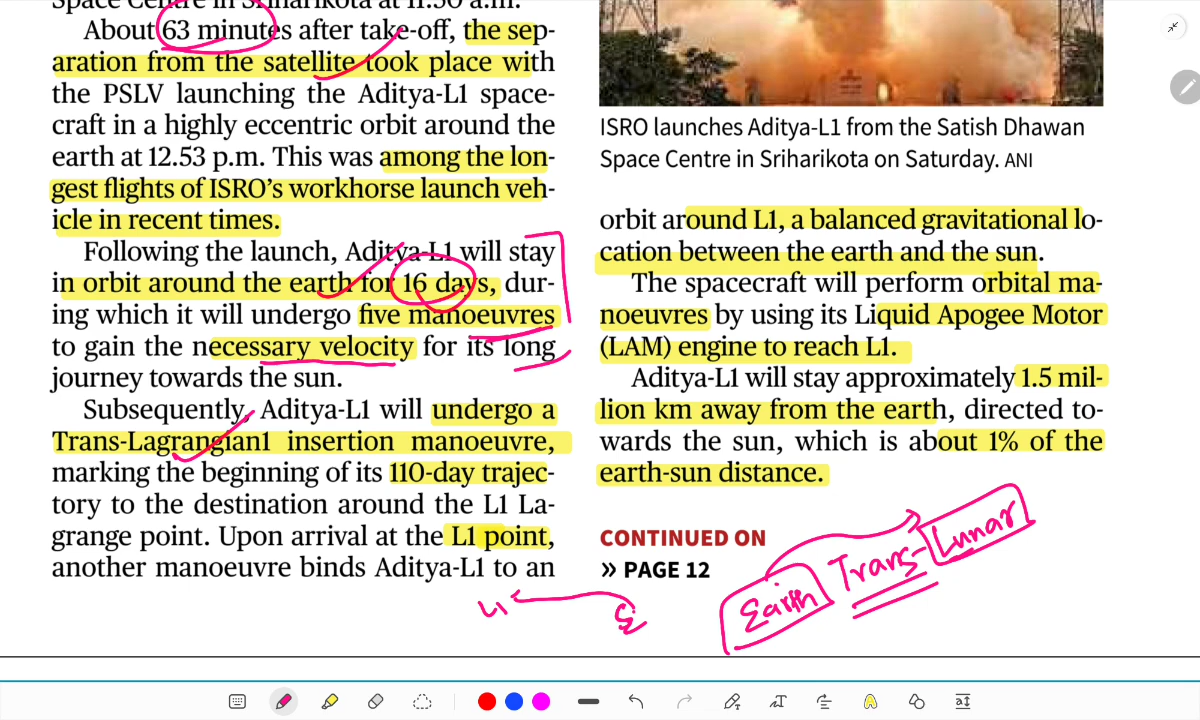 Space Centre in Sriharikota at 11.50 a.m.
About 63 minutes after take-off, the sep-
aration from the satellite took place with
the PSLV launching the Aditya-L1 space-
craft in a highly eccentric orbit around the
earth at 12.53 p.m. This was among the lon-
gest flights of ISRO's workhorse launch veh-
icle in recent times.
Following the launch, Aditya-L1 will stay
in orbit around the earth for 16 days, dur-
ing which it will undergo five manoeuvres
to gain the necessary velocity for its long
journey towards the sun.
Subsequently, Aditya-L1 will undergo a
Trans-Lagrangian1 insertion manoeuvre,
marking the beginning of its 110-day trajec-
tory to the destination around the L1 La-
grange point. Upon arrival at the L1 point,
another manoeuvre binds Aditya-L1 to an
ISRO launches Aditya-L1 from the Satish Dhawan
Space Centre in Sriharikota on Saturday. ANI
orbit around L1, a balanced gravitational lo-
cation between the earth and the sun.
The spacecraft will perform orbital ma-
noeuvres by using its Liquid Apogee Motor
(LAM) engine to reach L1.
Aditya-L1 will stay approximately 1.5 mil-
lion km away from the earth, directed to-
wards the sun, which is about 1% of the
earth-sun distance.
CONTINUED ON
» PAGE 12
Earth Trans-Lunar
L1 E